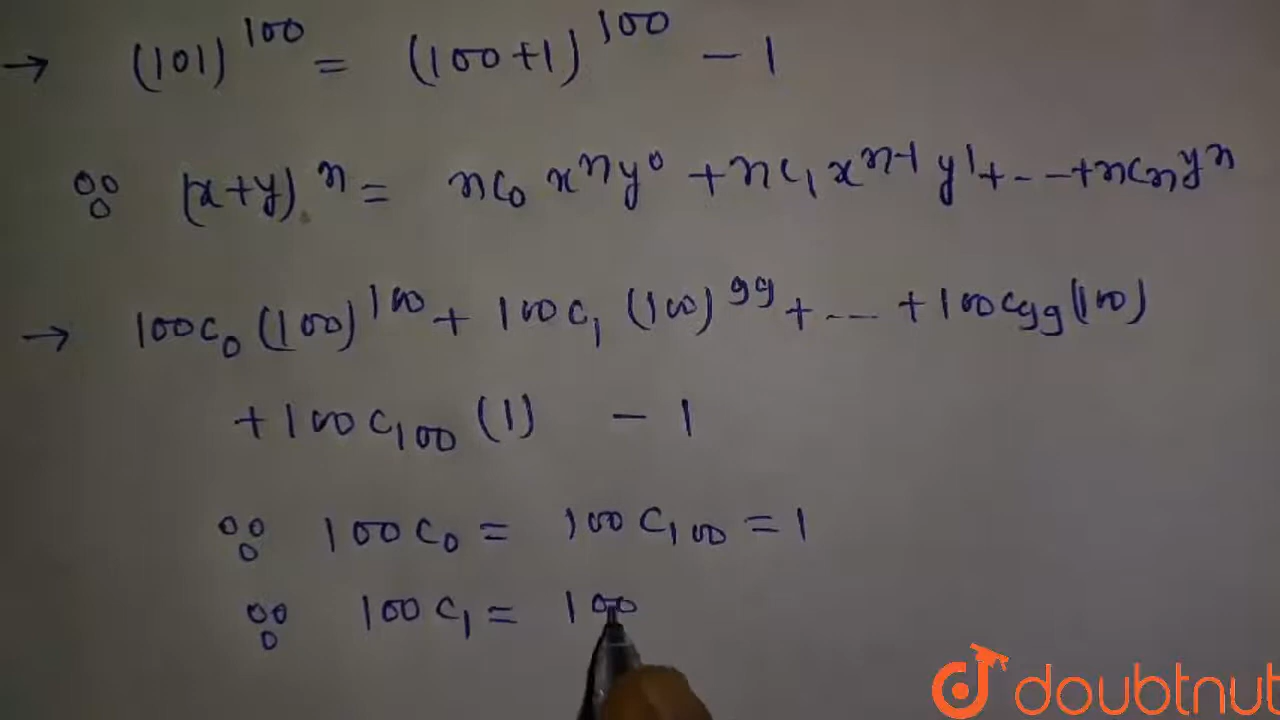 → (101)^100 = (100+1)^100 - 1
∵ (x+y)^n = nC0 x^n y^0 + nC1 x^n-1 y^1 + --- + nCn y^n
→ 100C0 (100)^100 + 100C1 (100)^99 + --- + 100C99 (100)
+ 100C100 (1) - 1
∵ 100C0 = 100C100 = 1
∵ 100C1 = 100
doubtnut